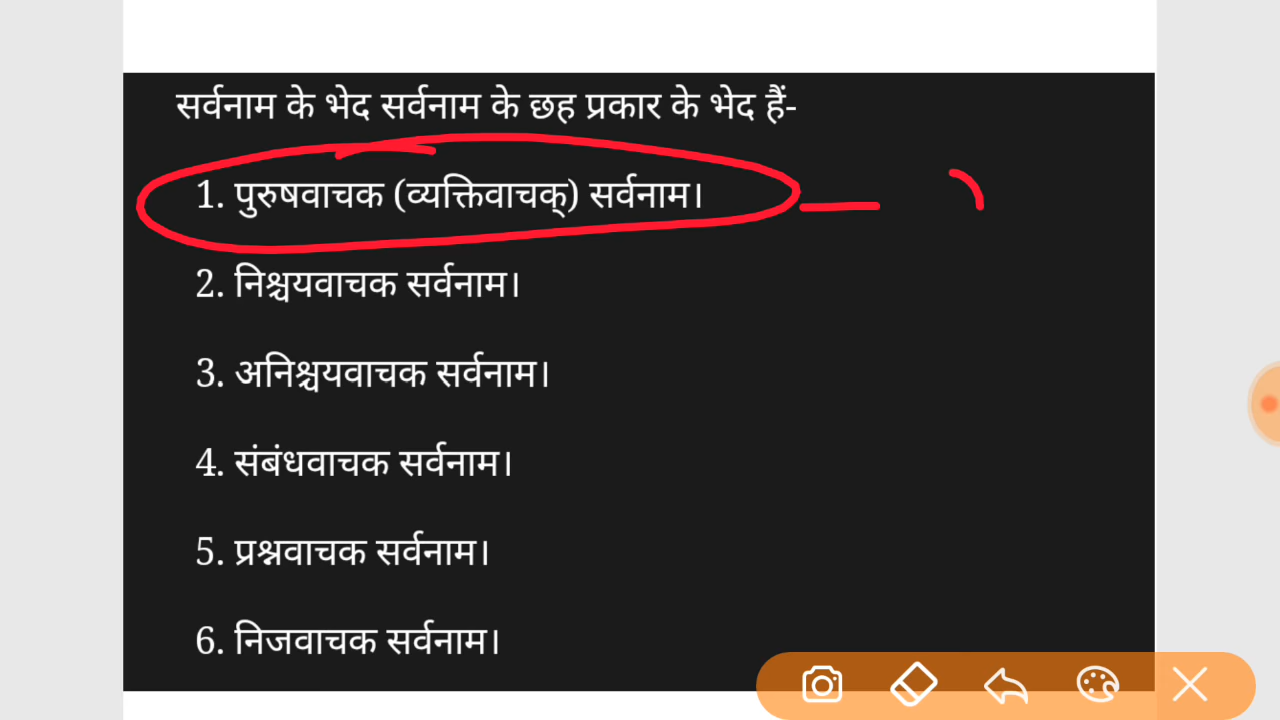 सर्वनाम के भेद सर्वनाम के छह प्रकार के भेद हैं-
1. पुरुषवाचक (व्यक्तिवाचक्) सर्वनाम।
2. निश्चयवाचक सर्वनाम।
3. अनिश्चयवाचक सर्वनाम।
4. संबंधवाचक सर्वनाम।
5. प्रश्नवाचक सर्वनाम।
6. निजवाचक सर्वनाम।